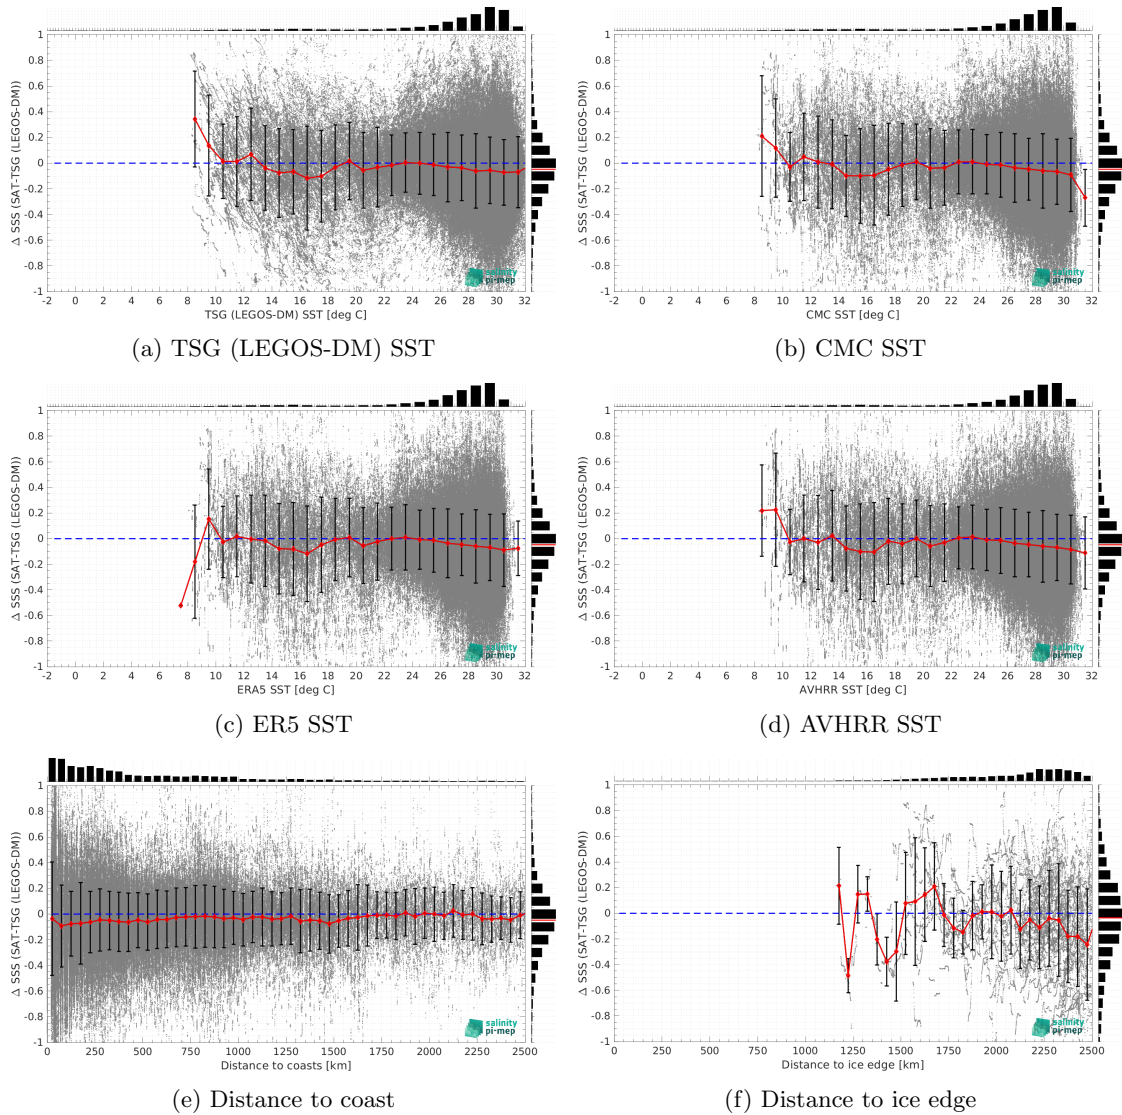 Δ SSS (SAT-TSG (LEGOS-DM))
1
0.8
0.6
0.4
0.2
0
-0.2
-0.4
-0.6
-0.8
-1
salinity
pi-mep
-2 0 2 4 6 8 10 12 14 16 18 20 22 24 26 28 30 32
TSG (LEGOS-DM) SST [deg C]
(a) TSG (LEGOS-DM) SST
Δ SSS (SAT-TSG (LEGOS-DM))
1
0.8
0.6
0.4
0.2
0
-0.2
-0.4
-0.6
-0.8
-1
salinity
pi-mep
-2 0 2 4 6 8 10 12 14 16 18 20 22 24 26 28 30 32
CMC SST [deg C]
(b) CMC SST
Δ SSS (SAT-TSG (LEGOS-DM))
1
0.8
0.6
0.4
0.2
0
-0.2
-0.4
-0.6
-0.8
-1
salinity
pi-mep
-2 0 2 4 6 8 10 12 14 16 18 20 22 24 26 28 30 32
ERA5 SST [deg C]
(c) ER5 SST
Δ SSS (SAT-TSG (LEGOS-DM))
1
0.8
0.6
0.4
0.2
0
-0.2
-0.4
-0.6
-0.8
-1
salinity
pi-mep
-2 0 2 4 6 8 10 12 14 16 18 20 22 24 26 28 30 32
AVHRR SST [deg C]
(d) AVHRR SST
Δ SSS (SAT-TSG (LEGOS-DM))
1
0.8
0.6
0.4
0.2
0
-0.2
-0.4
-0.6
-0.8
-1
salinity
pi-mep
0 250 500 750 1000 1250 1500 1750 2000 2250 2500
Distance to coasts [km]
(e) Distance to coast
Δ SSS (SAT-TSG (LEGOS-DM))
1
0.8
0.6
0.4
0.2
0
-0.2
-0.4
-0.6
-0.8
-1
salinity
pi-mep
0 250 500 750 1000 1250 1500 1750 2000 2250 2500
Distance to ice edge [km]
(f) Distance to ice edge